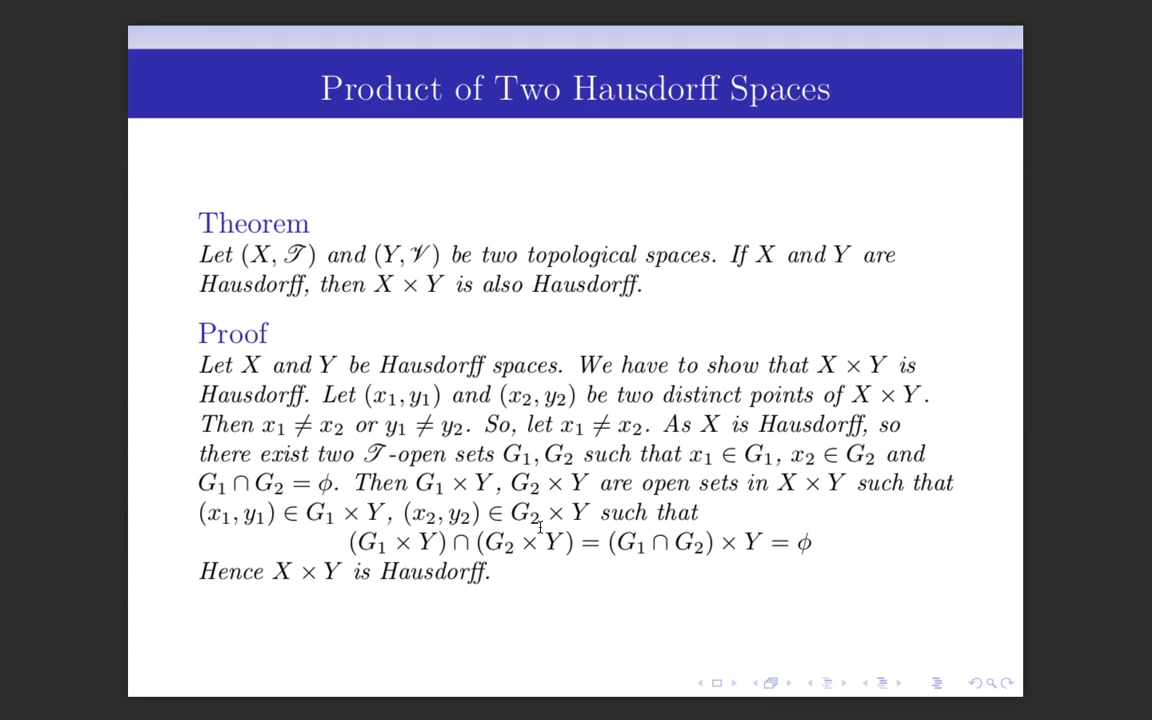 Product of Two Hausdorff Spaces
Theorem
Let (X, 𝒯) and (Y, 𝒱) be two topological spaces. If X and Y are
Hausdorff, then X × Y is also Hausdorff.
Proof
Let X and Y be Hausdorff spaces. We have to show that X × Y is
Hausdorff. Let (x₁, y₁) and (x₂, y₂) be two distinct points of X × Y.
Then x₁ ≠ x₂ or y₁ ≠ y₂. So, let x₁ ≠ x₂. As X is Hausdorff, so
there exist two 𝒯-open sets G₁, G₂ such that x₁ ∈ G₁, x₂ ∈ G₂ and
G₁ ∩ G₂ = ϕ. Then G₁ × Y, G₂ × Y are open sets in X × Y such that
(x₁, y₁) ∈ G₁ × Y, (x₂, y₂) ∈ G₂ × Y such that
(G₁ × Y) ∩ (G₂ × Y) = (G₁ ∩ G₂) × Y = ϕ
Hence X × Y is Hausdorff.